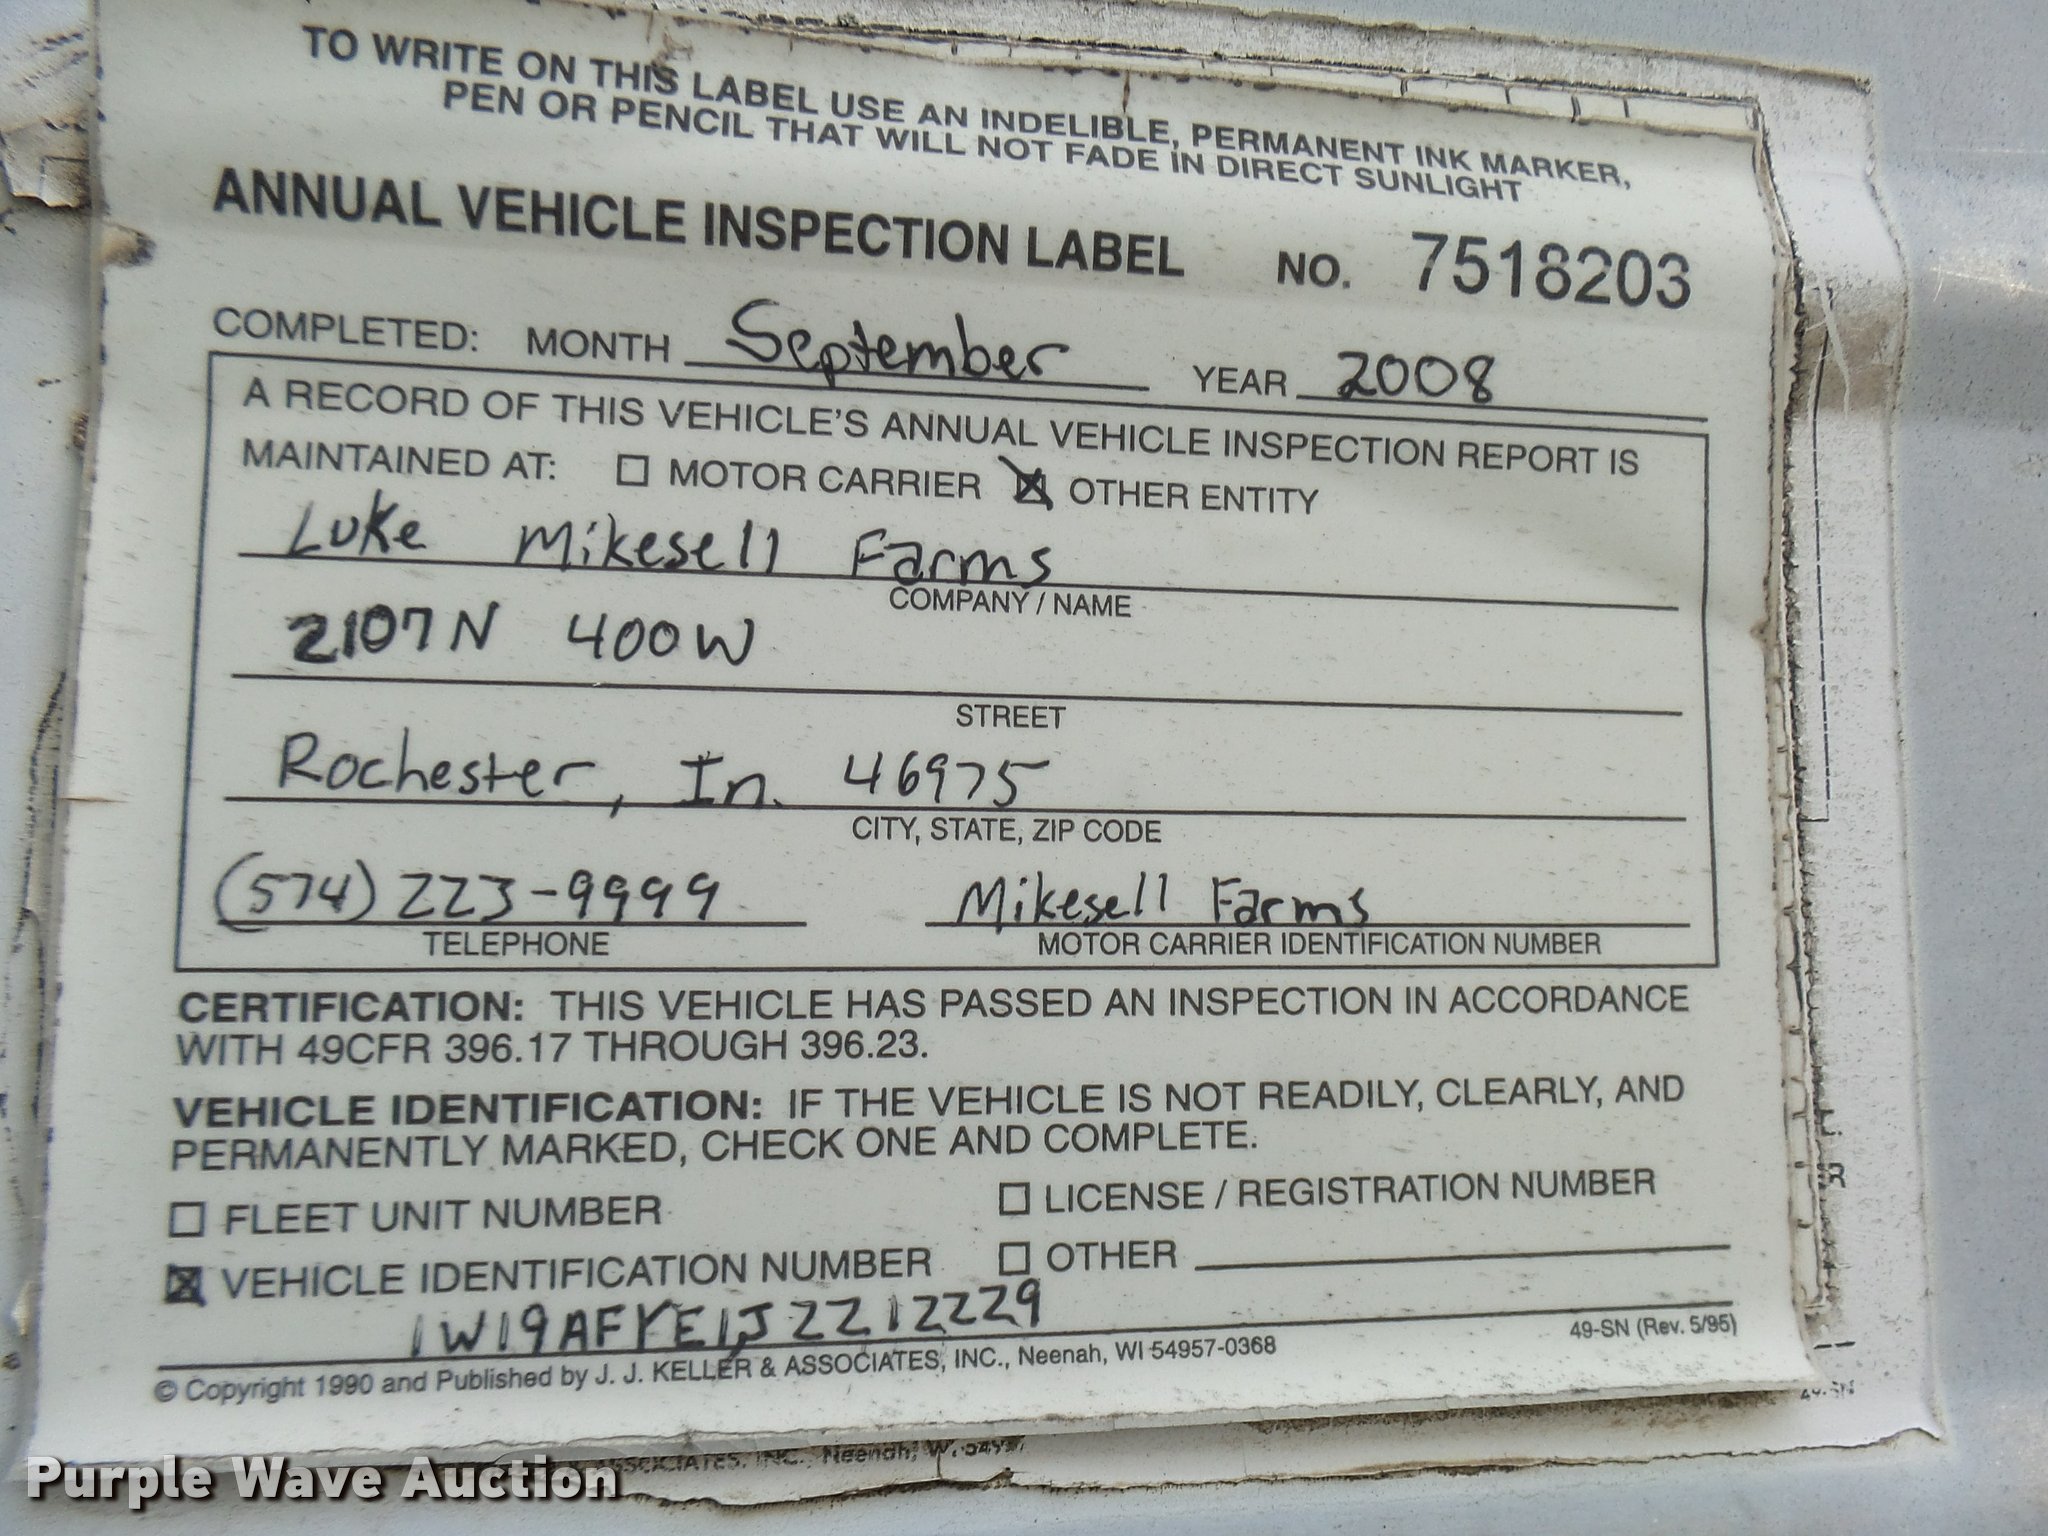 TO WRITE ON THIS LABEL USE AN INDELIBLE, PERMANENT INK MARKER,
PEN OR PENCIL THAT WILL NOT FADE IN DIRECT SUNLIGHT
ANNUAL VEHICLE INSPECTION LABEL NO. 7518203
COMPLETED: MONTH September YEAR 2008
A RECORD OF THIS VEHICLE'S ANNUAL VEHICLE INSPECTION REPORT IS
MAINTAINED AT: ☐ MOTOR CARRIER ☒ OTHER ENTITY
Luke Mikesell Farms
COMPANY / NAME
2107N 400W
STREET
Rochester, In. 46975
CITY, STATE, ZIP CODE
(574) 223-9999 Mikesell Farms
TELEPHONE MOTOR CARRIER IDENTIFICATION NUMBER
CERTIFICATION: THIS VEHICLE HAS PASSED AN INSPECTION IN ACCORDANCE
WITH 49CFR 396.17 THROUGH 396.23.
VEHICLE IDENTIFICATION: IF THE VEHICLE IS NOT READILY, CLEARLY, AND
PERMANENTLY MARKED, CHECK ONE AND COMPLETE.
☐ FLEET UNIT NUMBER ☐ LICENSE / REGISTRATION NUMBER
☒ VEHICLE IDENTIFICATION NUMBER ☐ OTHER
1W19AFYE1J2212229
© Copyright 1990 and Published by J. J. KELLER & ASSOCIATES, INC., Neenah, WI 54957-0368 49-SN (Rev. 5/95)
49-SN
ASSOCIATES, INC., Neenah, W
Purple Wave Auction